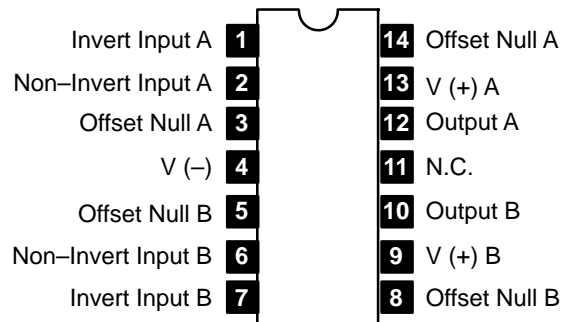 Invert Input A 1 14 Offset Null A
Non–Invert Input A 2 13 V (+) A
Offset Null A 3 12 Output A
V (–) 4 11 N.C.
Offset Null B 5 10 Output B
Non–Invert Input B 6 9 V (+) B
Invert Input B 7 8 Offset Null B